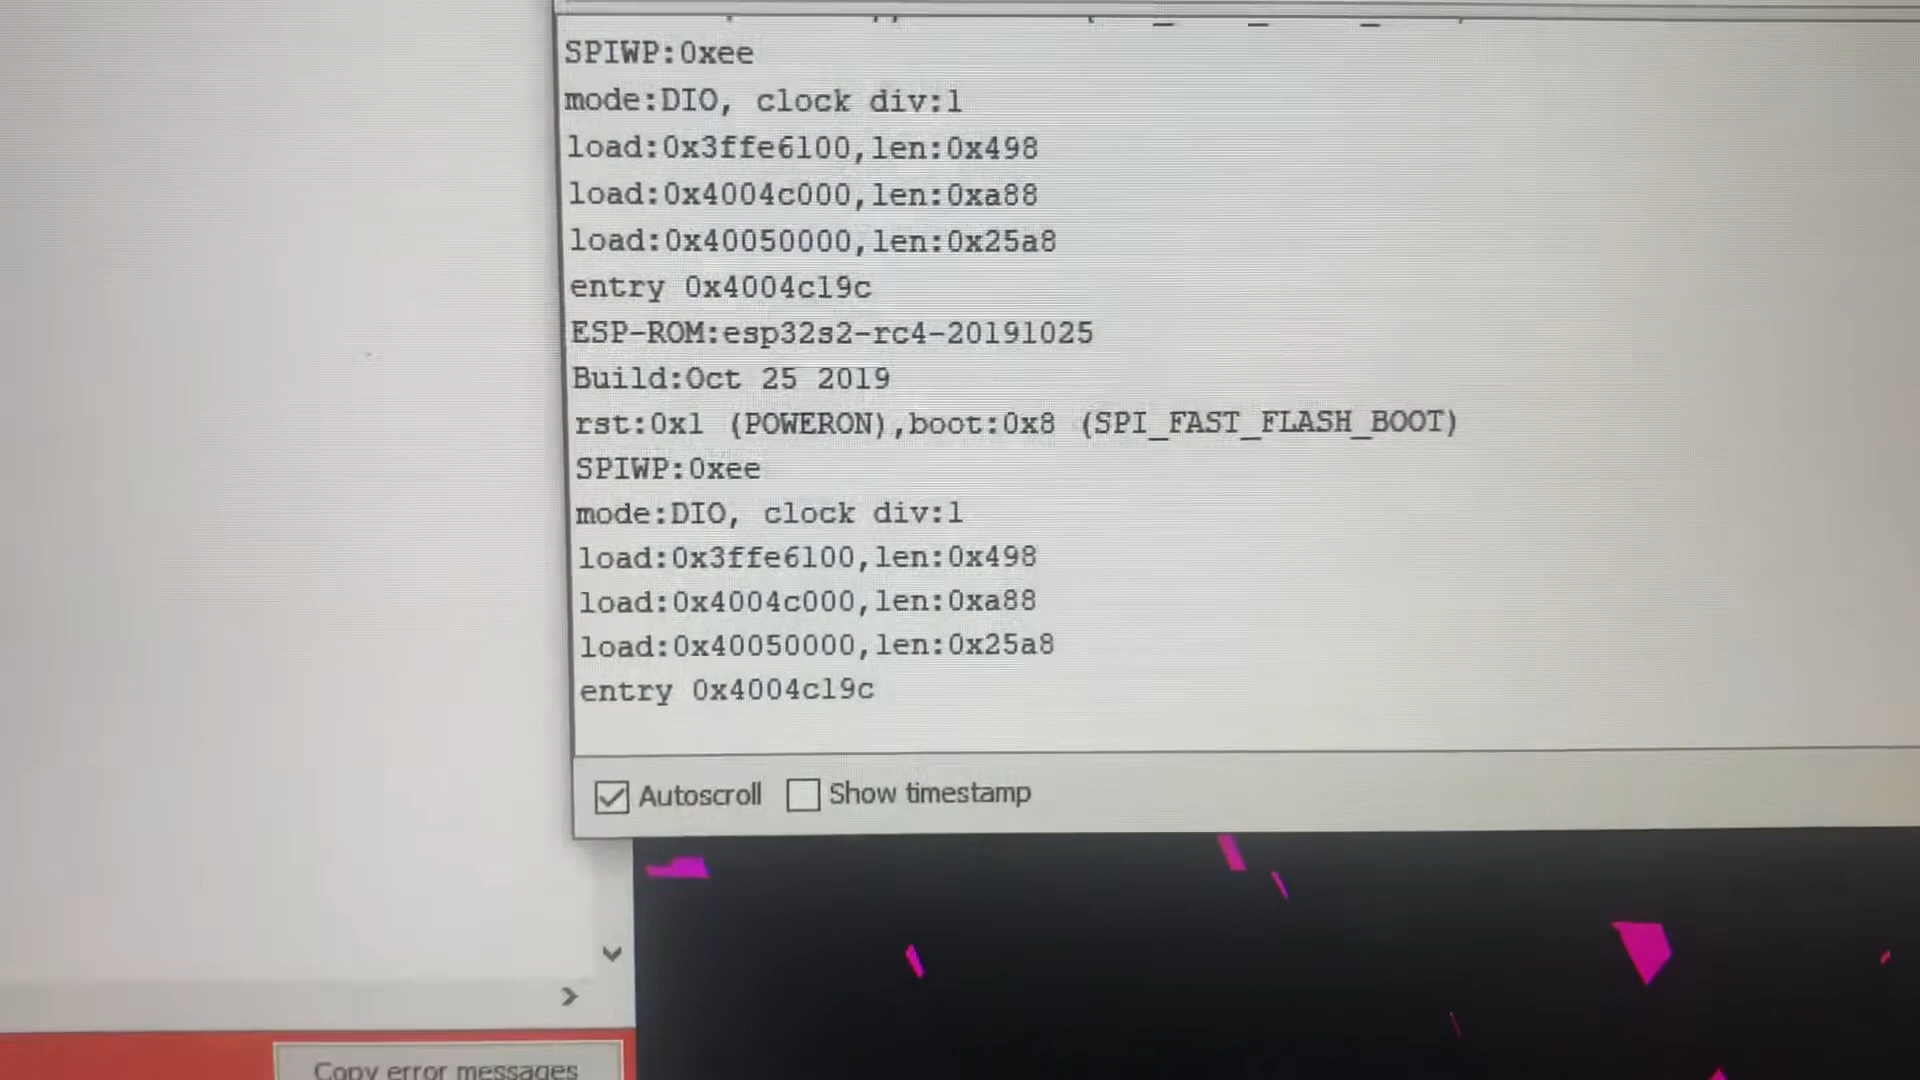 SPIWP:0xee
mode:DIO, clock div:1
load:0x3ffe6100,len:0x498
load:0x4004c000,len:0xa88
load:0x40050000,len:0x25a8
entry 0x4004c19c
ESP-ROM:esp32s2-rc4-20191025
Build:Oct 25 2019
rst:0x1 (POWERON),boot:0x8 (SPI_FAST_FLASH_BOOT)
SPIWP:0xee
mode:DIO, clock div:1
load:0x3ffe6100,len:0x498
load:0x4004c000,len:0xa88
load:0x40050000,len:0x25a8
entry 0x4004c19c
Autoscroll Show timestamp
Copy error messages